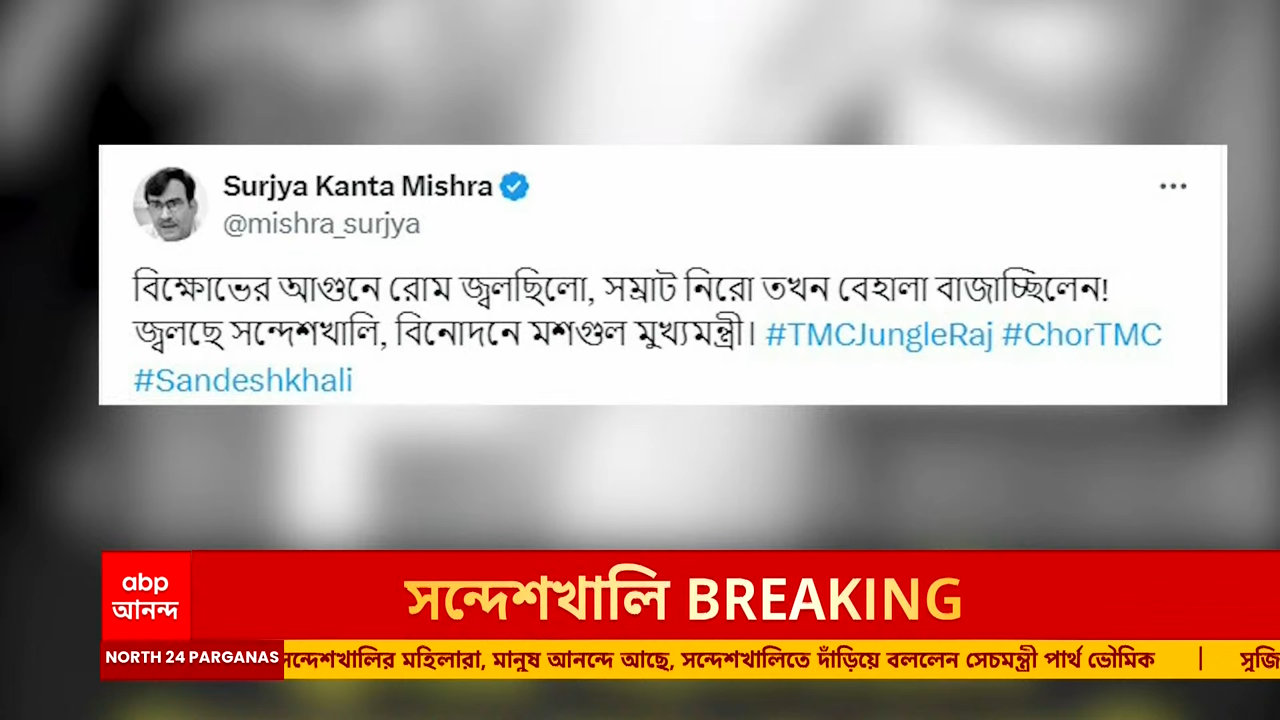 Surjya Kanta Mishra
@mishra_surjya
বিক্ষোভের আগুনে রোম জ্বলছিলো, সম্রাট নিরো তখন বেহালা বাজাচ্ছিলেন!
জ্বলছে সন্দেশখালি, বিনোদনে মশগুল মুখ্যমন্ত্রী। #TMCJungleRaj #ChorTMC
#Sandeshkhali
abp
আনন্দ
সন্দেশখালি BREAKING
NORTH 24 PARGANAS
সন্দেশখালির মহিলারা, মানুষ আনন্দে আছে, সন্দেশখালিতে দাঁড়িয়ে বললেন সেচমন্ত্রী পার্থ ভৌমিক |